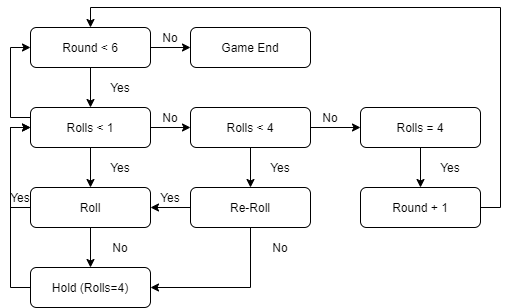 Round < 6
No
Game End
Yes
Rolls < 1
No
Rolls < 4
No
Rolls = 4
Yes
Yes
Yes
Yes
Roll
Yes
Re-Roll
Round + 1
No
No
Hold (Rolls=4)